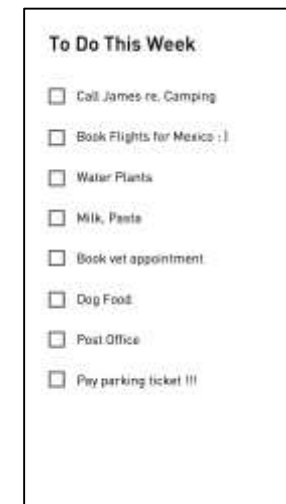 To Do This Week
Call James re. Camping
Book Flights for Mexico :)
Water Plants
Milk, Pasta
Book vet appointment
Dog Food
Post Office
Pay parking ticket !!!